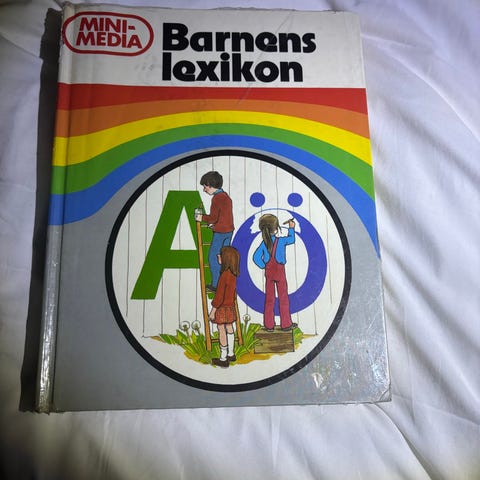 MINI-
MEDIA
Barnens
lexikon
A Ö